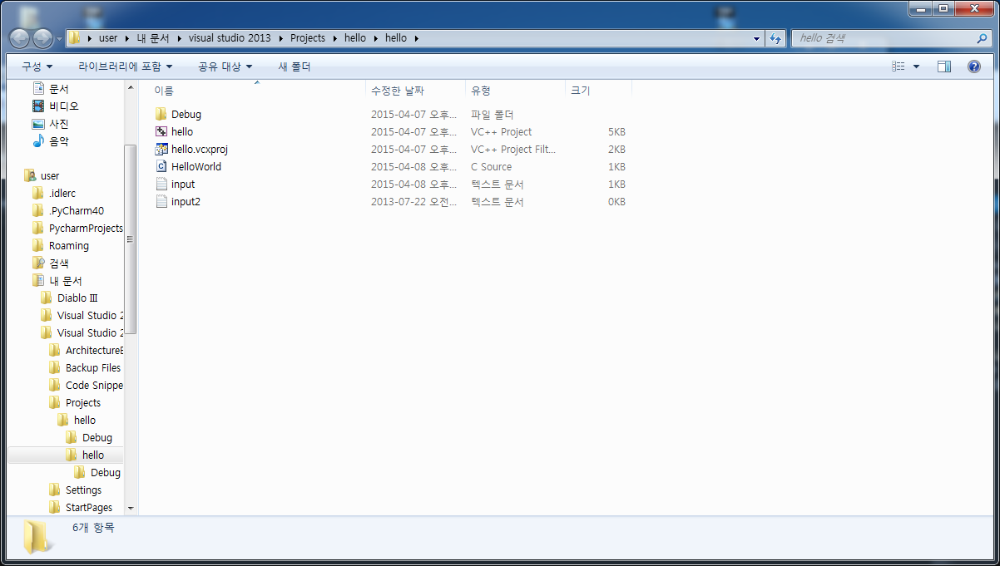 user 내 문서 visual studio 2013 Projects hello hello hello 검색
구성 라이브러리에 포함 공유 대상 새 폴더
문서
비디오
사진
음악
user
.idlerc
.PyCharm40
PycharmProjects
Roaming
검색
내 문서
Diablo III
Visual Studio 2
Visual Studio 2
ArchitectureE
Backup Files
Code Snippe
Projects
hello
Debug
hello
Debug
Settings
StartPages
이름 수정한 날짜 유형 크기
Debug 2015-04-07 오후... 파일 폴더
hello 2015-04-07 오후... VC++ Project 5KB
hello.vcxproj 2015-04-07 오후... VC++ Project Filt... 2KB
HelloWorld 2015-04-08 오후... C Source 1KB
input 2015-04-08 오후... 텍스트 문서 1KB
input2 2013-07-22 오전... 텍스트 문서 0KB
6개 항목